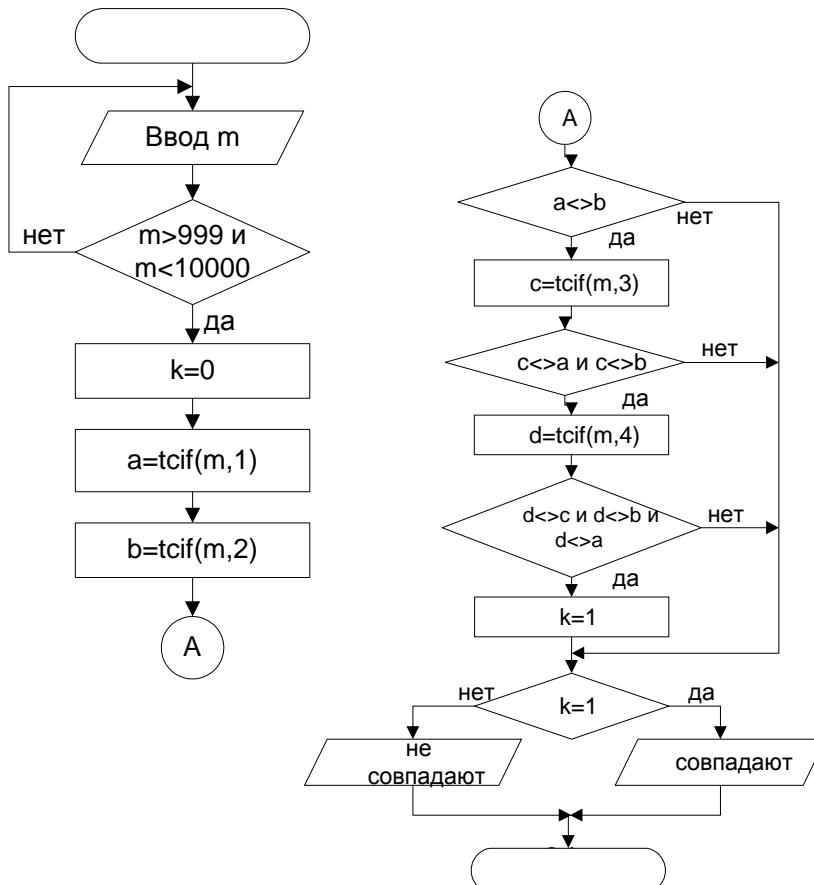 Ввод m
нет
m>999 и
m<10000
да
k=0
a=tcif(m,1)
b=tcif(m,2)
A
A
a<>b
нет
да
c=tcif(m,3)
c<>a и c<>b
нет
да
d=tcif(m,4)
d<>c и d<>b и
d<>a
нет
да
k=1
нет
k=1
да
не
совпадают
совпадают